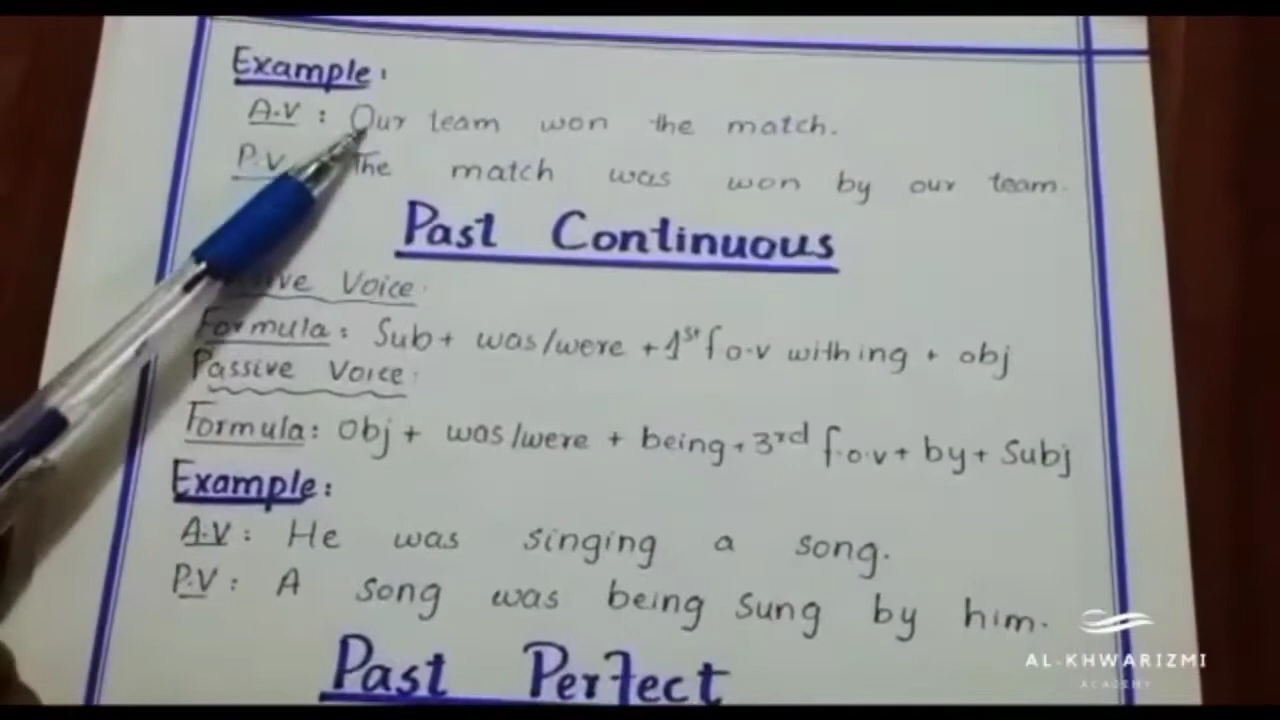 Example:
A.V : Our team won the match.
P.V The match was won by our team.
Past Continuous
Voice.
Formula: Sub + was/were + 1st f o.v with ing + obj
Passive Voice.
Formula: Obj + was/were + being + 3rd f.o.v + by + Subj
Example:
A.V : He was singing a song.
P.V : A song was being sung by him.
Past Perfect
AL-KHWARIZMI
ACADEMY